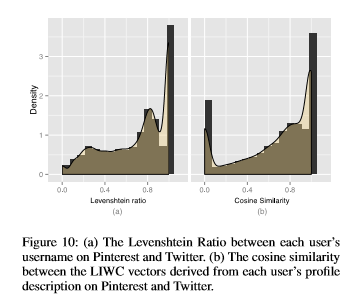 3
2
1
0
Density
0.0 0.4 0.8
0.0 0.4 0.8
Levenshtein ratio
Cosine Similarity
(a)
(b)
Figure 10: (a) The Levenshtein Ratio between each user's
username on Pinterest and Twitter. (b) The cosine similarity
between the LIWC vectors derived from each user's profile
description on Pinterest and Twitter.